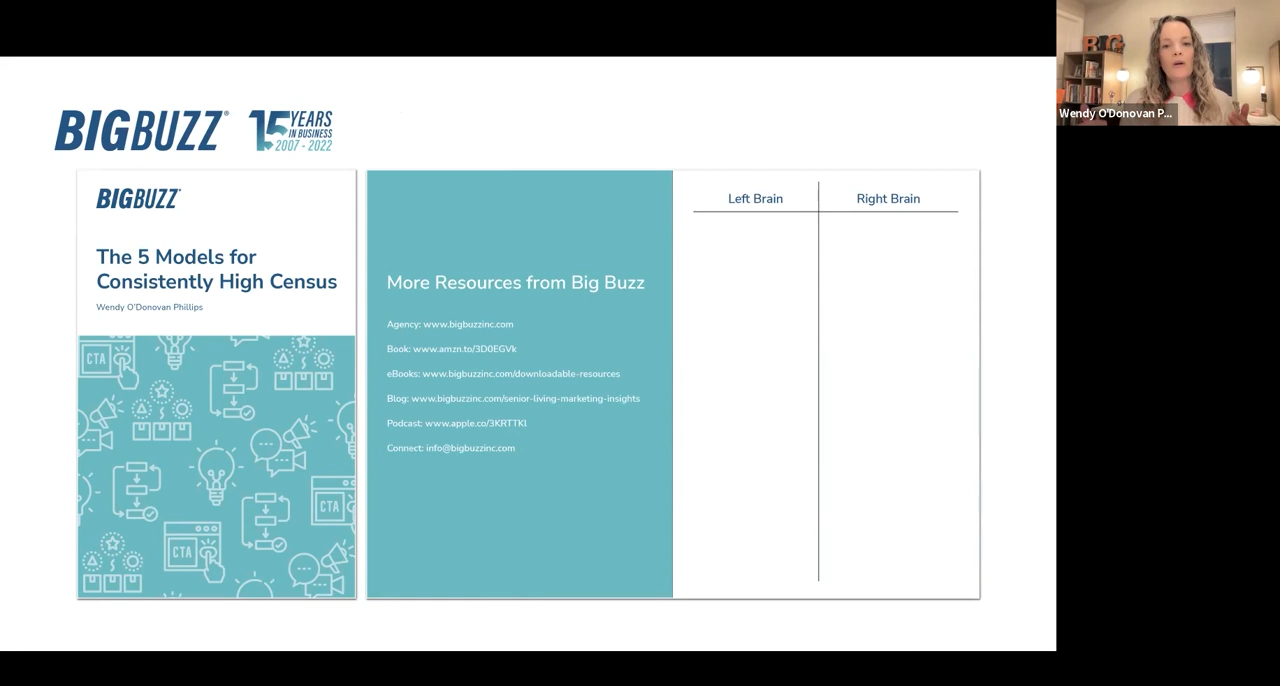 BIGBUZZ®
15 YEARS
IN BUSINESS
2007 - 2022
BIGBUZZ
The 5 Models for
Consistently High Census
Wendy O'Donovan Phillips
CTA
CTA
CTA
More Resources from Big Buzz
Agency: www.bigbuzzinc.com
Book: www.amzn.to/3D0EGVk
eBooks: www.bigbuzzinc.com/downloadable-resources
Blog: www.bigbuzzinc.com/senior-living-marketing-insights
Podcast: www.apple.co/3KRTTKl
Connect: info@bigbuzzinc.com
Left Brain
Right Brain
BIG
Wendy O'Donovan P...